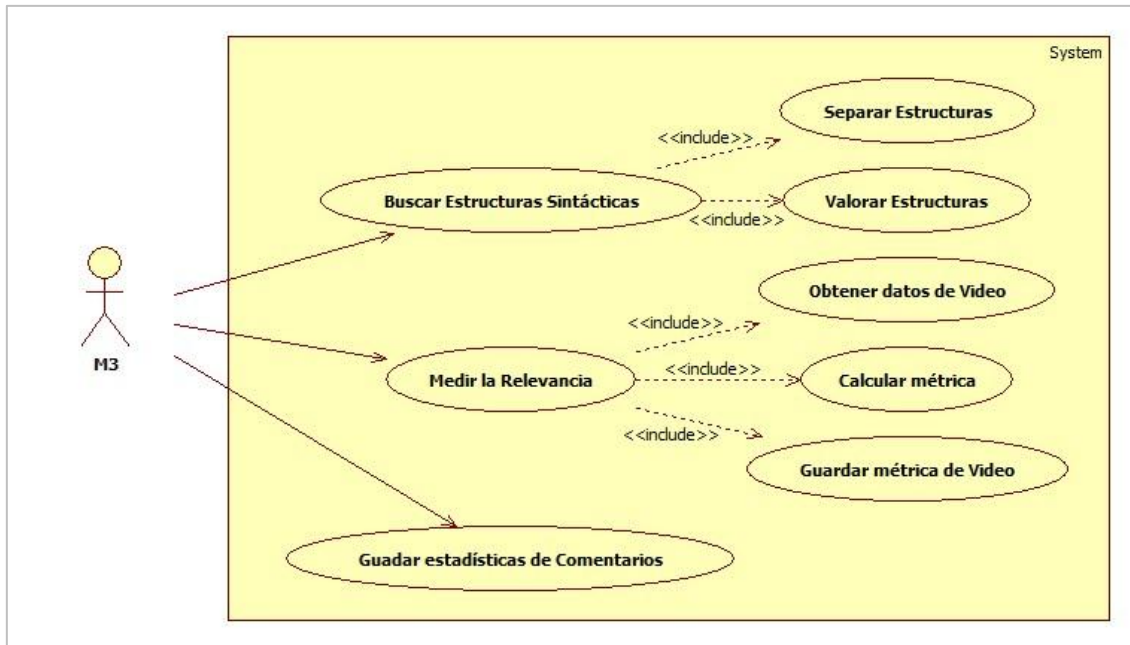 System
Separar Estructuras
<<include>>
Buscar Estructuras Sintácticas
Valorar Estructuras
<<include>>
Obtener datos de Video
<<include>>
M3
Medir la Relevancia
<<include>>
Calcular métrica
<<include>>
Guardar métrica de Video
Guadar estadísticas de Comentarios